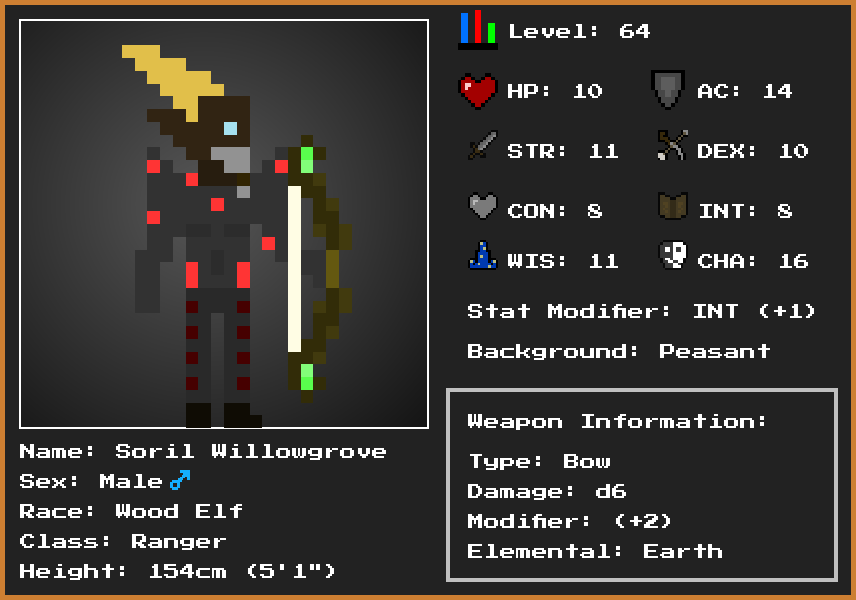 Level: 64
HP: 10
AC: 14
STR: 11
DEX: 10
CON: 8
INT: 8
WIS: 11
CHA: 16
Stat Modifier: INT (+1)
Background: Peasant
Name: Soril Willowgrove
Sex: Male ♂
Race: Wood Elf
Class: Ranger
Height: 154cm (5'1")
Weapon Information:
Type: Bow
Damage: d6
Modifier: (+2)
Elemental: Earth